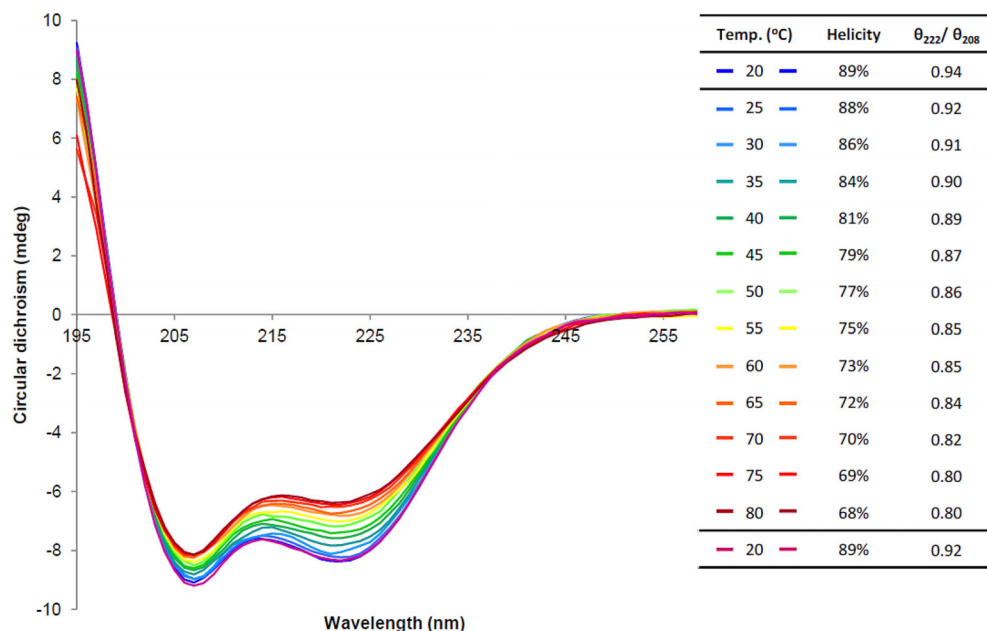 10
8
6
4
2
0
-2
-4
-6
-8
-10
195 205 215 225 235 245 255
Circular dichroism (mdeg)
Wavelength (nm)
Temp. (°C) Helicity θ222/ θ208
20 89% 0.94
25 88% 0.92
30 86% 0.91
35 84% 0.90
40 81% 0.89
45 79% 0.87
50 77% 0.86
55 75% 0.85
60 73% 0.85
65 72% 0.84
70 70% 0.82
75 69% 0.80
80 68% 0.80
20 89% 0.92